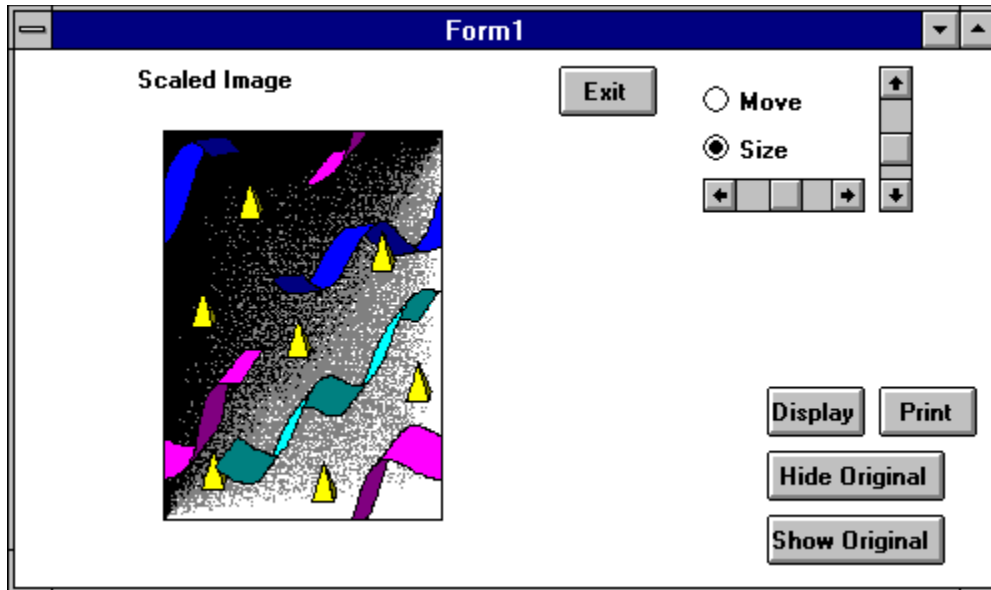 Form1
Scaled Image
Exit
Move
Size
Display
Print
Hide Original
Show Original